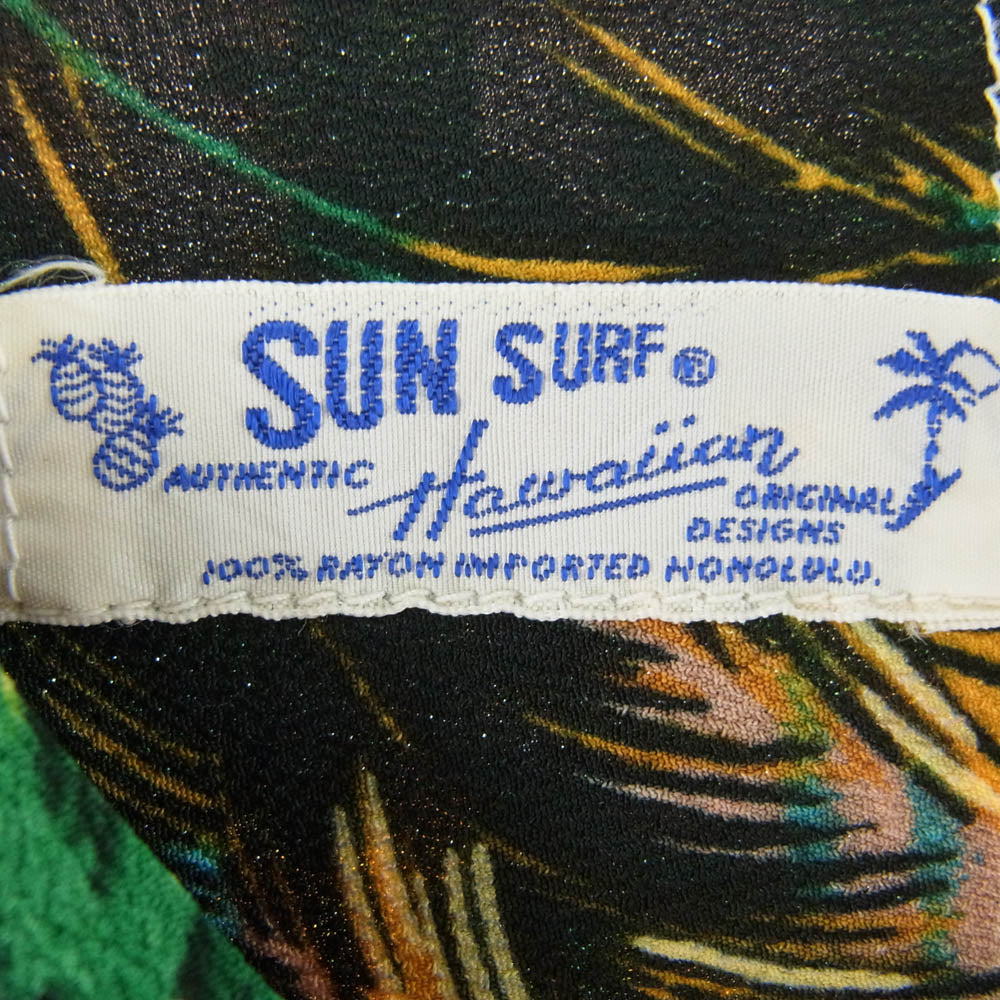 SUN SURF ®
AUTHENTIC Hawaiian ORIGINAL
DESIGNS
100% RAYON IMPORTED HONOLULU.